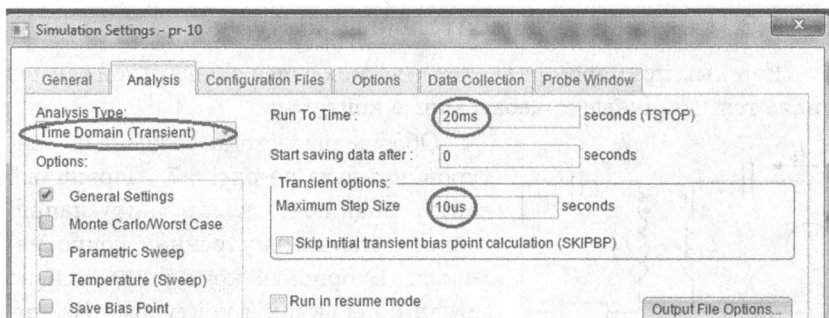 Simulation Settings - pr-10
x
General Analysis Configuration Files Options Data Collection Probe Window
Analysis Type:
Time Domain (Transient)
Options:
General Settings
Monte Carlo/Worst Case
Parametric Sweep
Temperature (Sweep)
Save Bias Point
Run To Time: 20ms seconds (TSTOP)
Start saving data after: 0 seconds
Transient options:
Maximum Step Size 10us seconds
Skip initial transient bias point calculation (SKIPBP)
Run in resume mode
Output File Options...